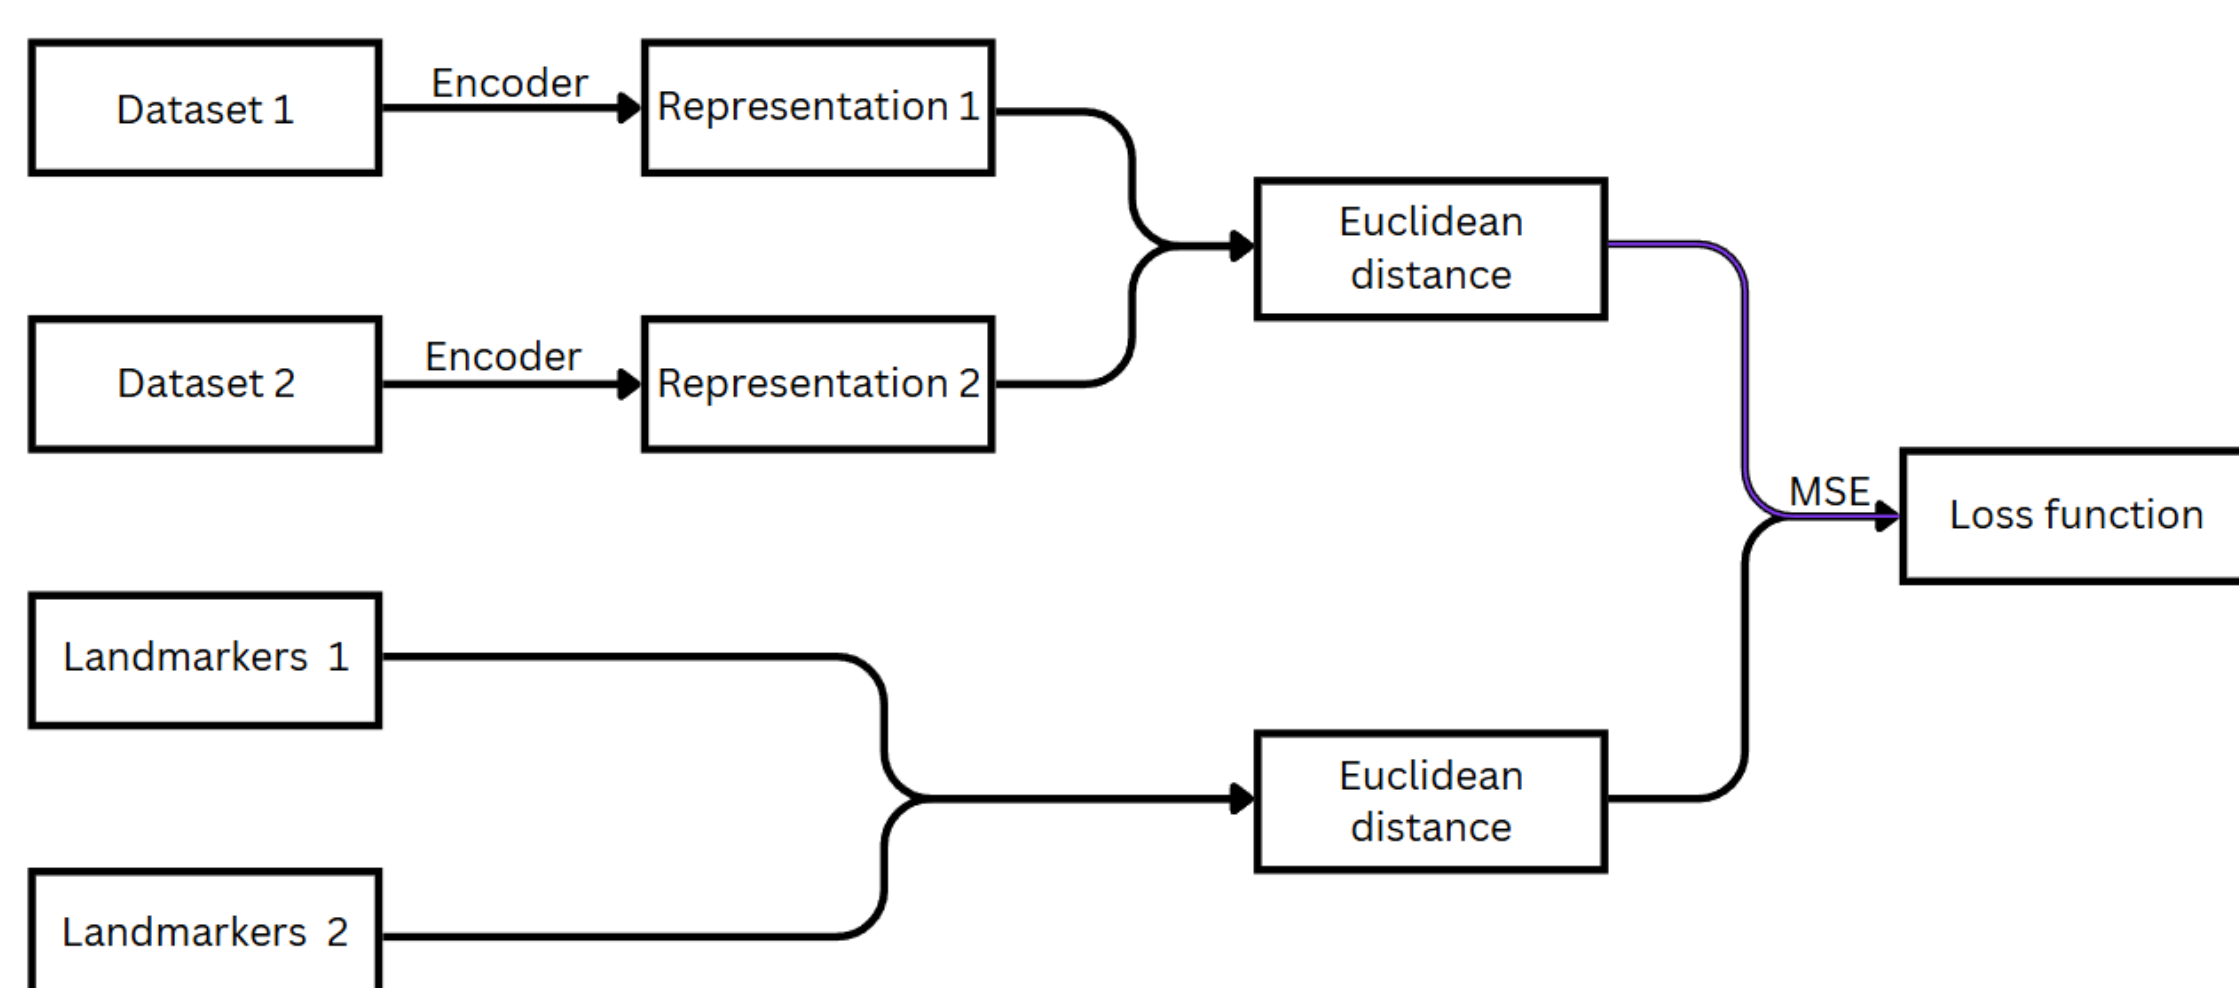 Dataset 1
Encoder
Representation 1
Euclidean
distance
Dataset 2
Encoder
Representation 2
MSE
Loss function
Landmarkers 1
Euclidean
distance
Landmarkers 2